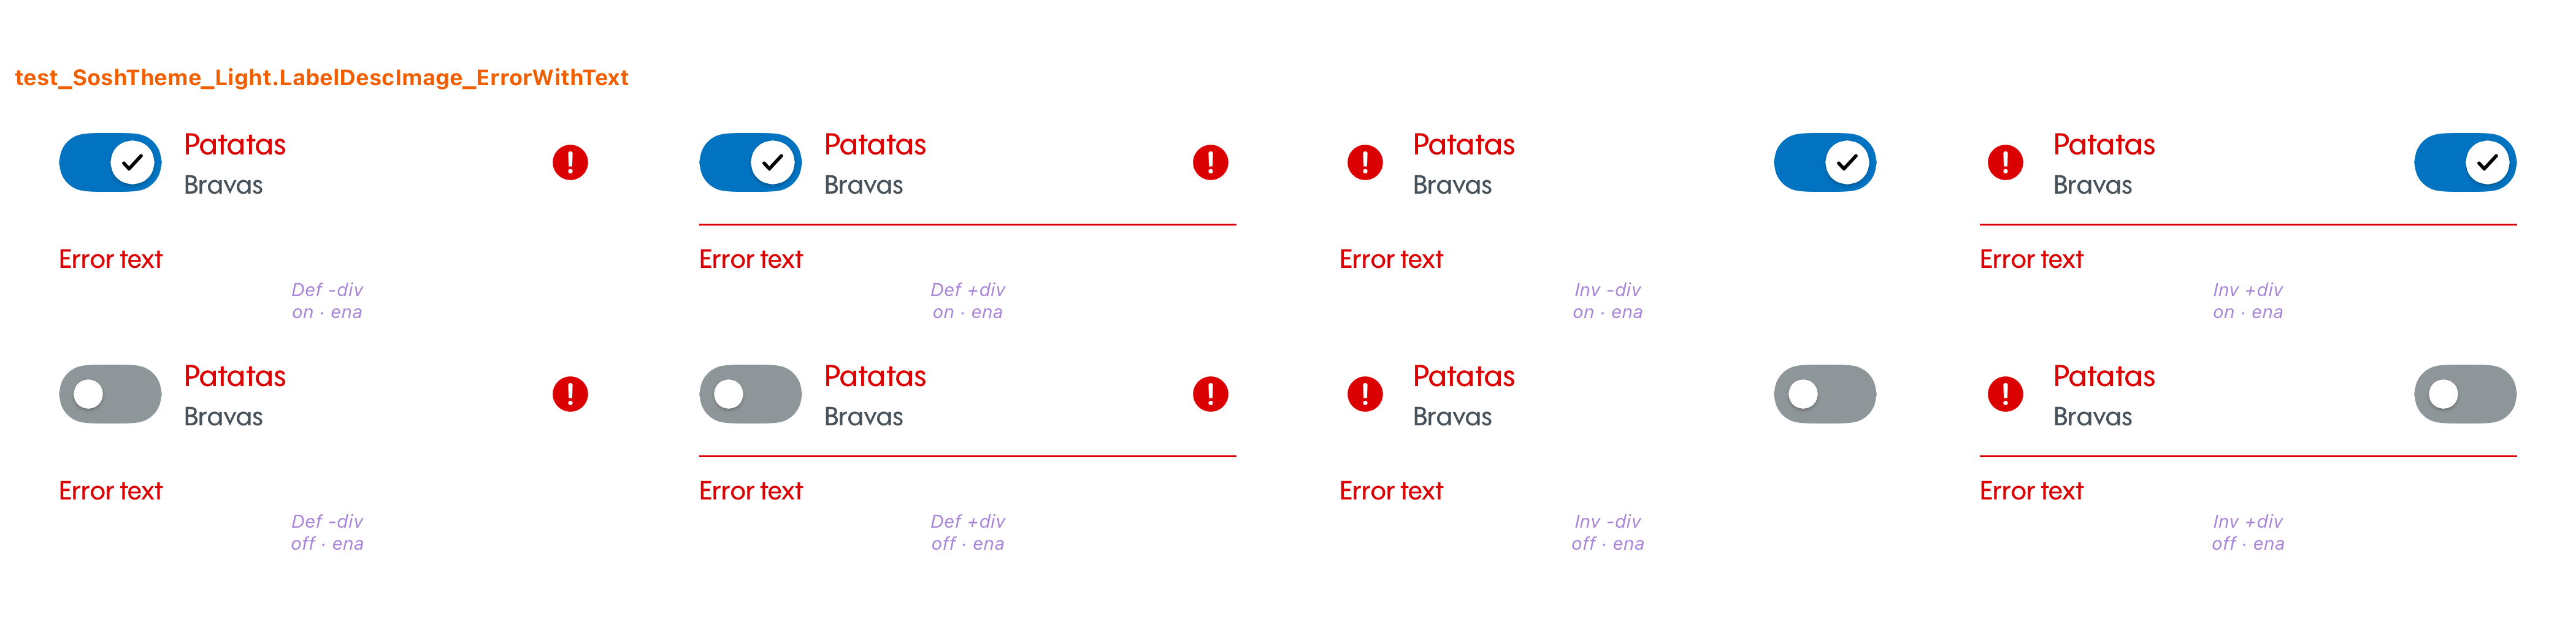 test_SoshTheme_Light.LabelDescImage_ErrorWithText
Patatas
Bravas
Error text
Def -div
on · ena
Patatas
Bravas
Error text
Def +div
on · ena
Patatas
Bravas
Error text
Inv -div
on · ena
Patatas
Bravas
Error text
Inv +div
on · ena
Patatas
Bravas
Error text
Def -div
off · ena
Patatas
Bravas
Error text
Def +div
off · ena
Patatas
Bravas
Error text
Inv -div
off · ena
Patatas
Bravas
Error text
Inv +div
off · ena